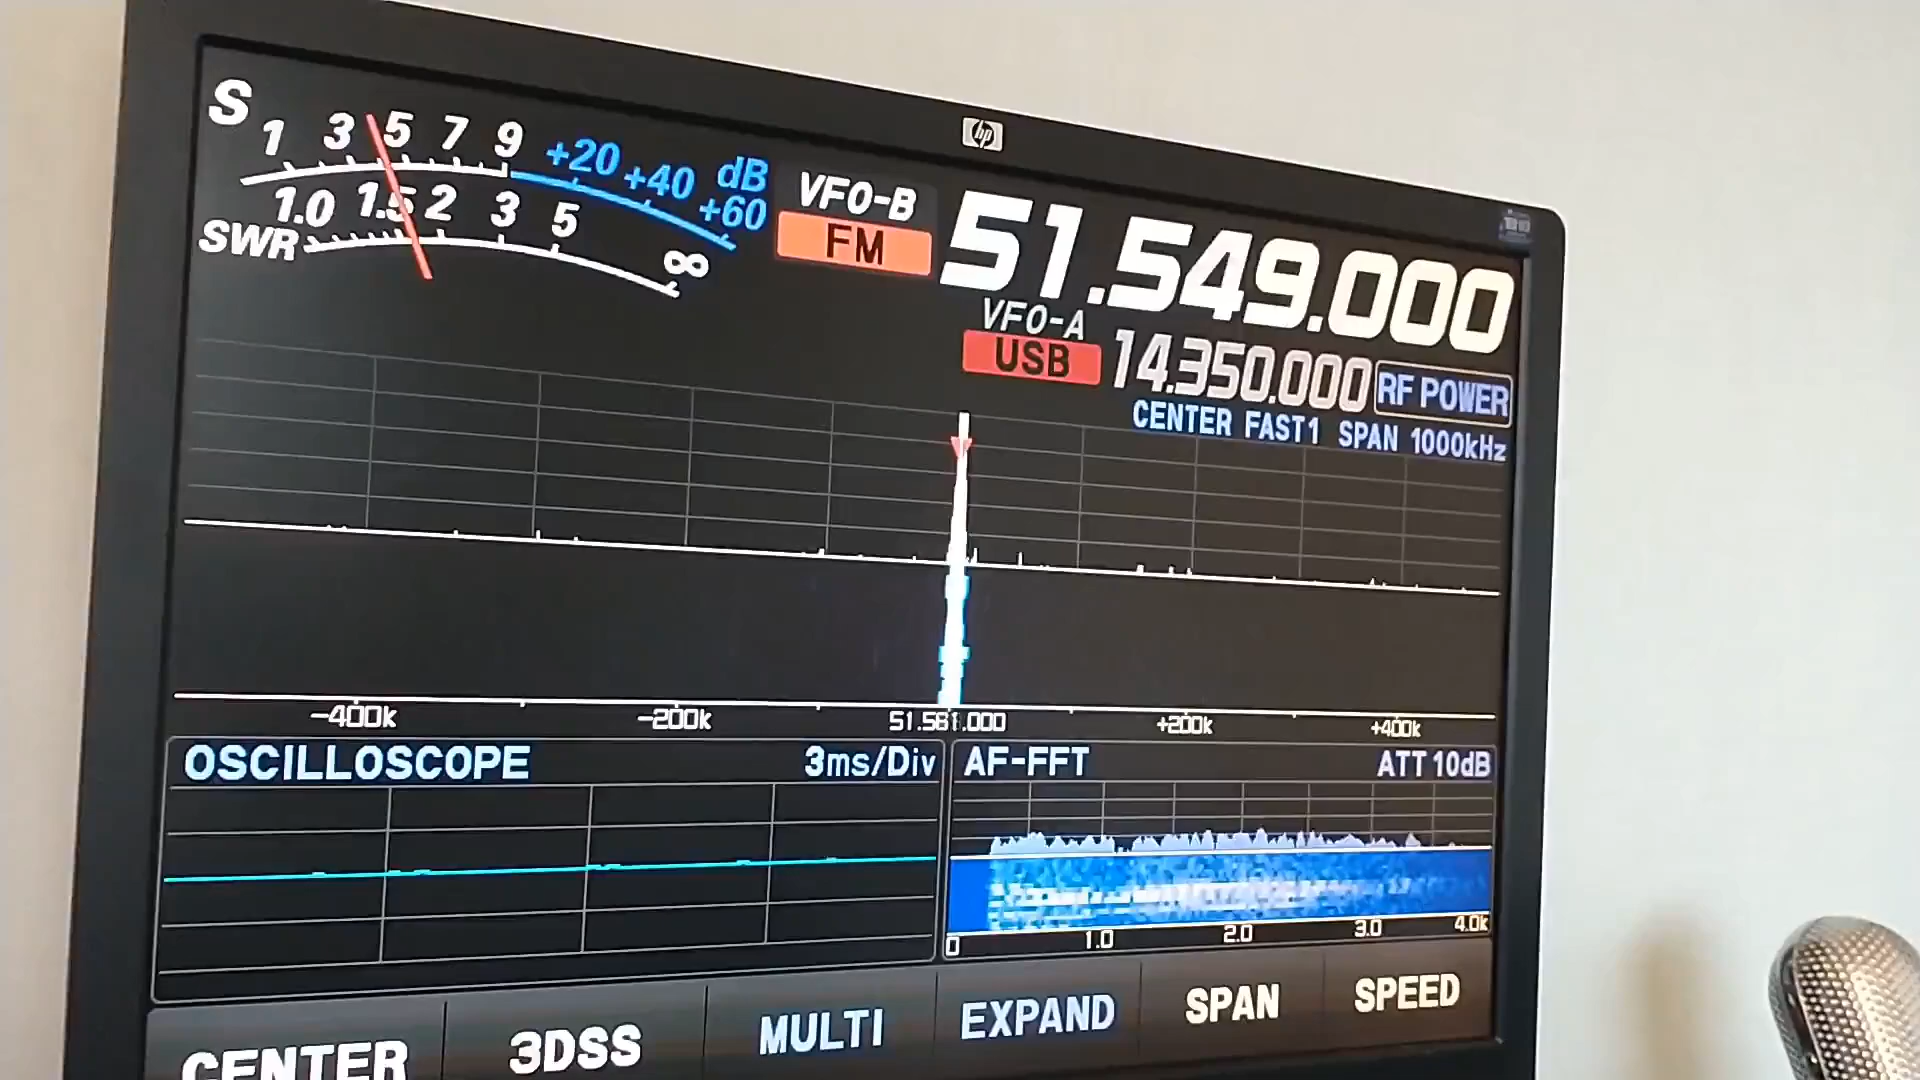 S 1 3 5 7 9 +20 +40 +60 dB
SWR 1.0 1.5 2 3 5 ∞
VFO-B
FM
51.549.000
VFO-A
USB
14.350.000
RF POWER
CENTER FAST1 SPAN 1000kHz
hp
-400k -200k +200k +400k
OSCILLOSCOPE 3ms/Div
AF-FFT ATT 10dB
0 1.0 2.0 3.0 4.0k
CENTER 3DSS MULTI EXPAND SPAN SPEED